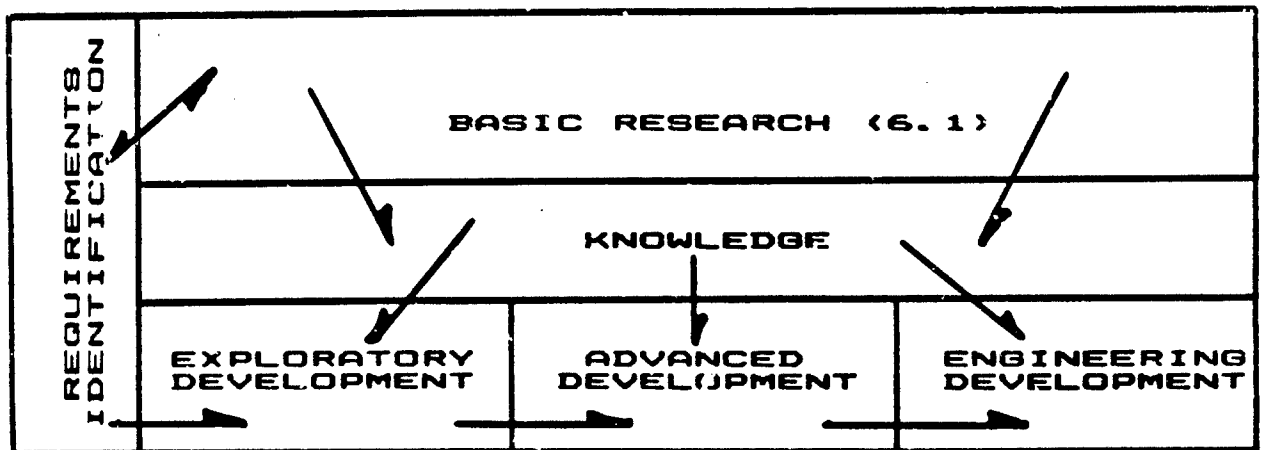 REQUIREMENTS
IDENTIFICATION
BASIC RESEARCH (6.1)
KNOWLEDGE
EXPLORATORY
DEVELOPMENT
ADVANCED
DEVELOPMENT
ENGINEERING
DEVELOPMENT